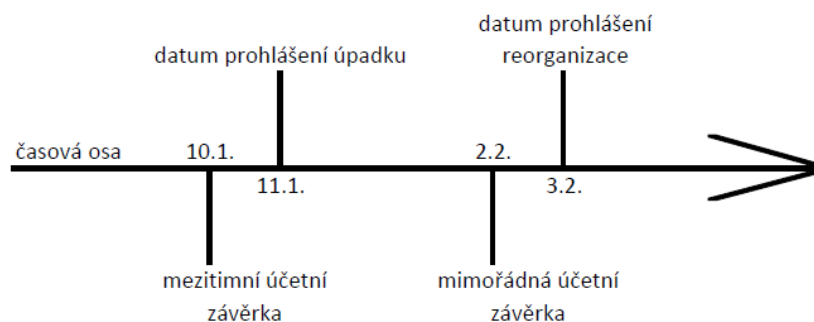 datum prohlášení
reorganizace
datum prohlášení úpadku
časová osa
10.1.
2.2.
11.1.
3.2.
mezitimní účetní
závěrka
mimořádná účetní
závěrka